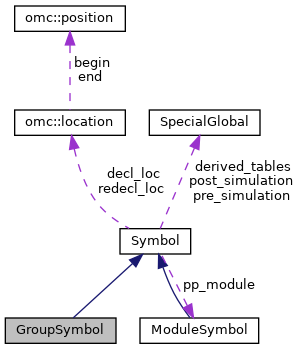 omc::position
begin
end
omc::location
SpecialGlobal
decl_loc
redecl_loc
derived_tables
post_simulation
pre_simulation
Symbol
pp_module
GroupSymbol
ModuleSymbol